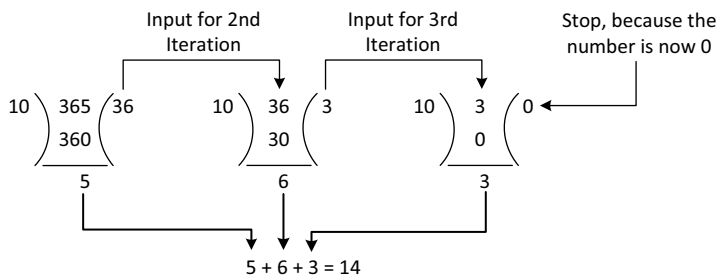 Input for 2nd
Iteration
Input for 3rd
Iteration
Stop, because the
number is now 0
10 365 36
360
5
10 36 3
30
6
10 3 0
0
3
5 + 6 + 3 = 14